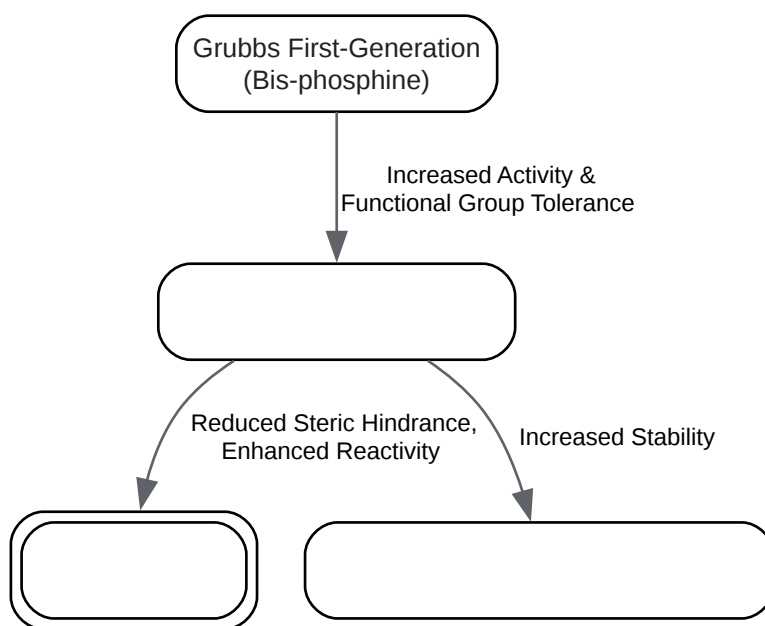 Grubbs First-Generation
(Bis-phosphine)
Increased Activity &
Functional Group Tolerance
Reduced Steric Hindrance,
Enhanced Reactivity
Increased Stability